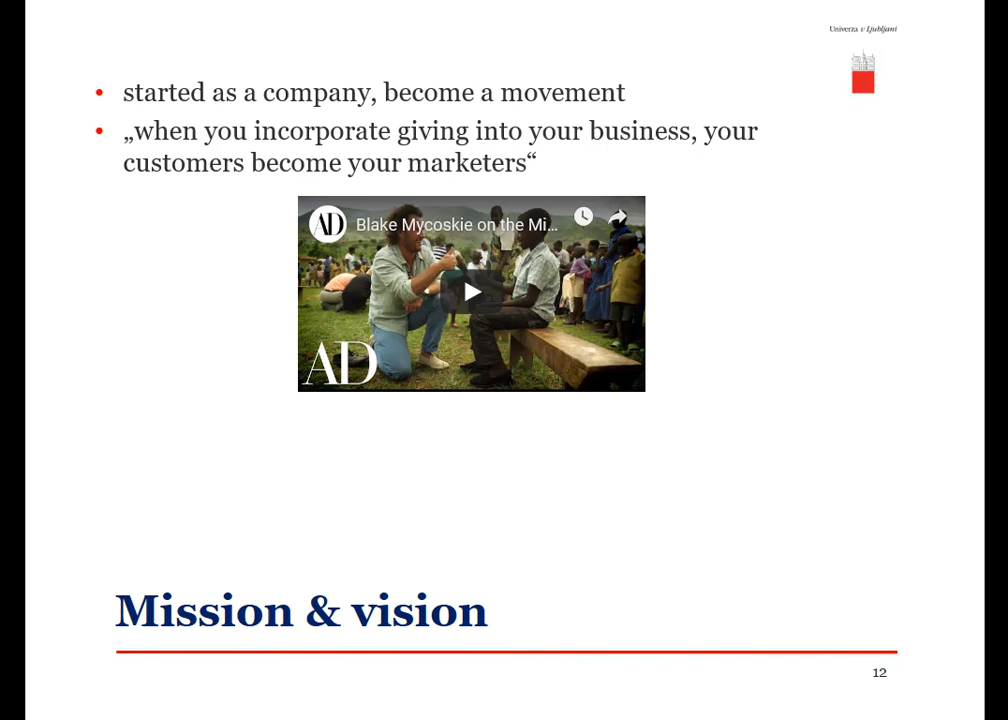 Univerza v Ljubljani
• started as a company, become a movement
• „when you incorporate giving into your business, your
customers become your marketers“
AD Blake Mycoskie on the Mi...
AD
Mission & vision
12